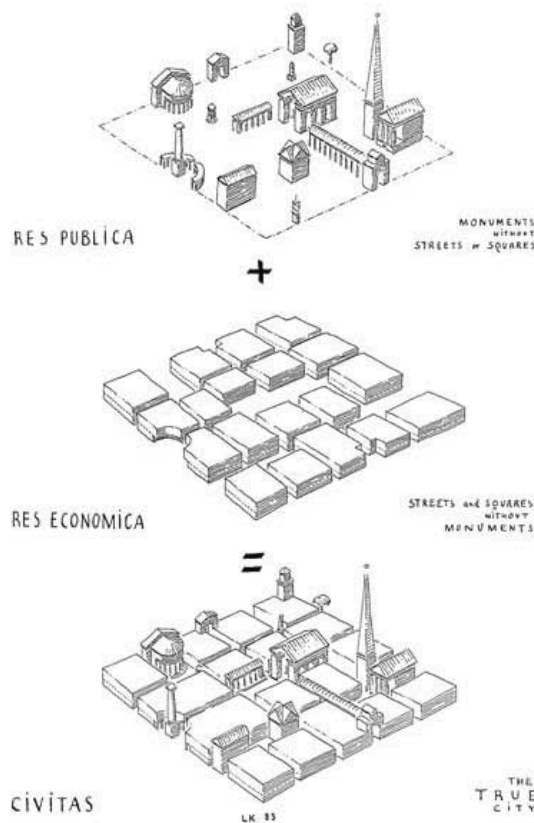 RES PUBLICA
MONUMENTS
WITHOUT
STREETS or SQUARES
+
RES ECONOMICA
STREETS and SQUARES
WITHOUT
MONUMENTS
=
CIVITAS
LK 83
THE
TRUE
CITY